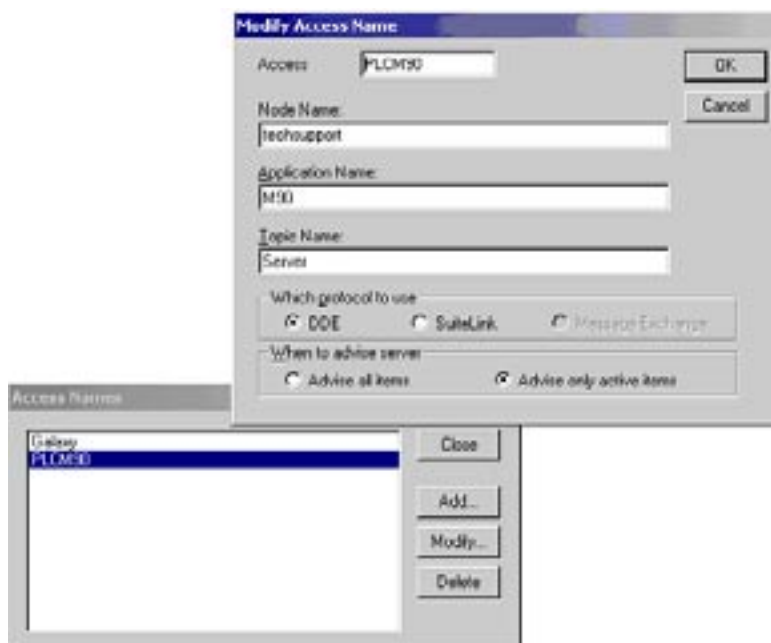 Modify Access Name
Access PLCM90
OK
Cancel
Node Name:
techsupport
Application Name:
M90
Topic Name:
Server
Which protocol to use
DDE SuiteLink Message Exchange
When to advise server
Advise all items Advise only active items
Access Names
Galaxy
PLCM90
Close
Add...
Modify...
Delete